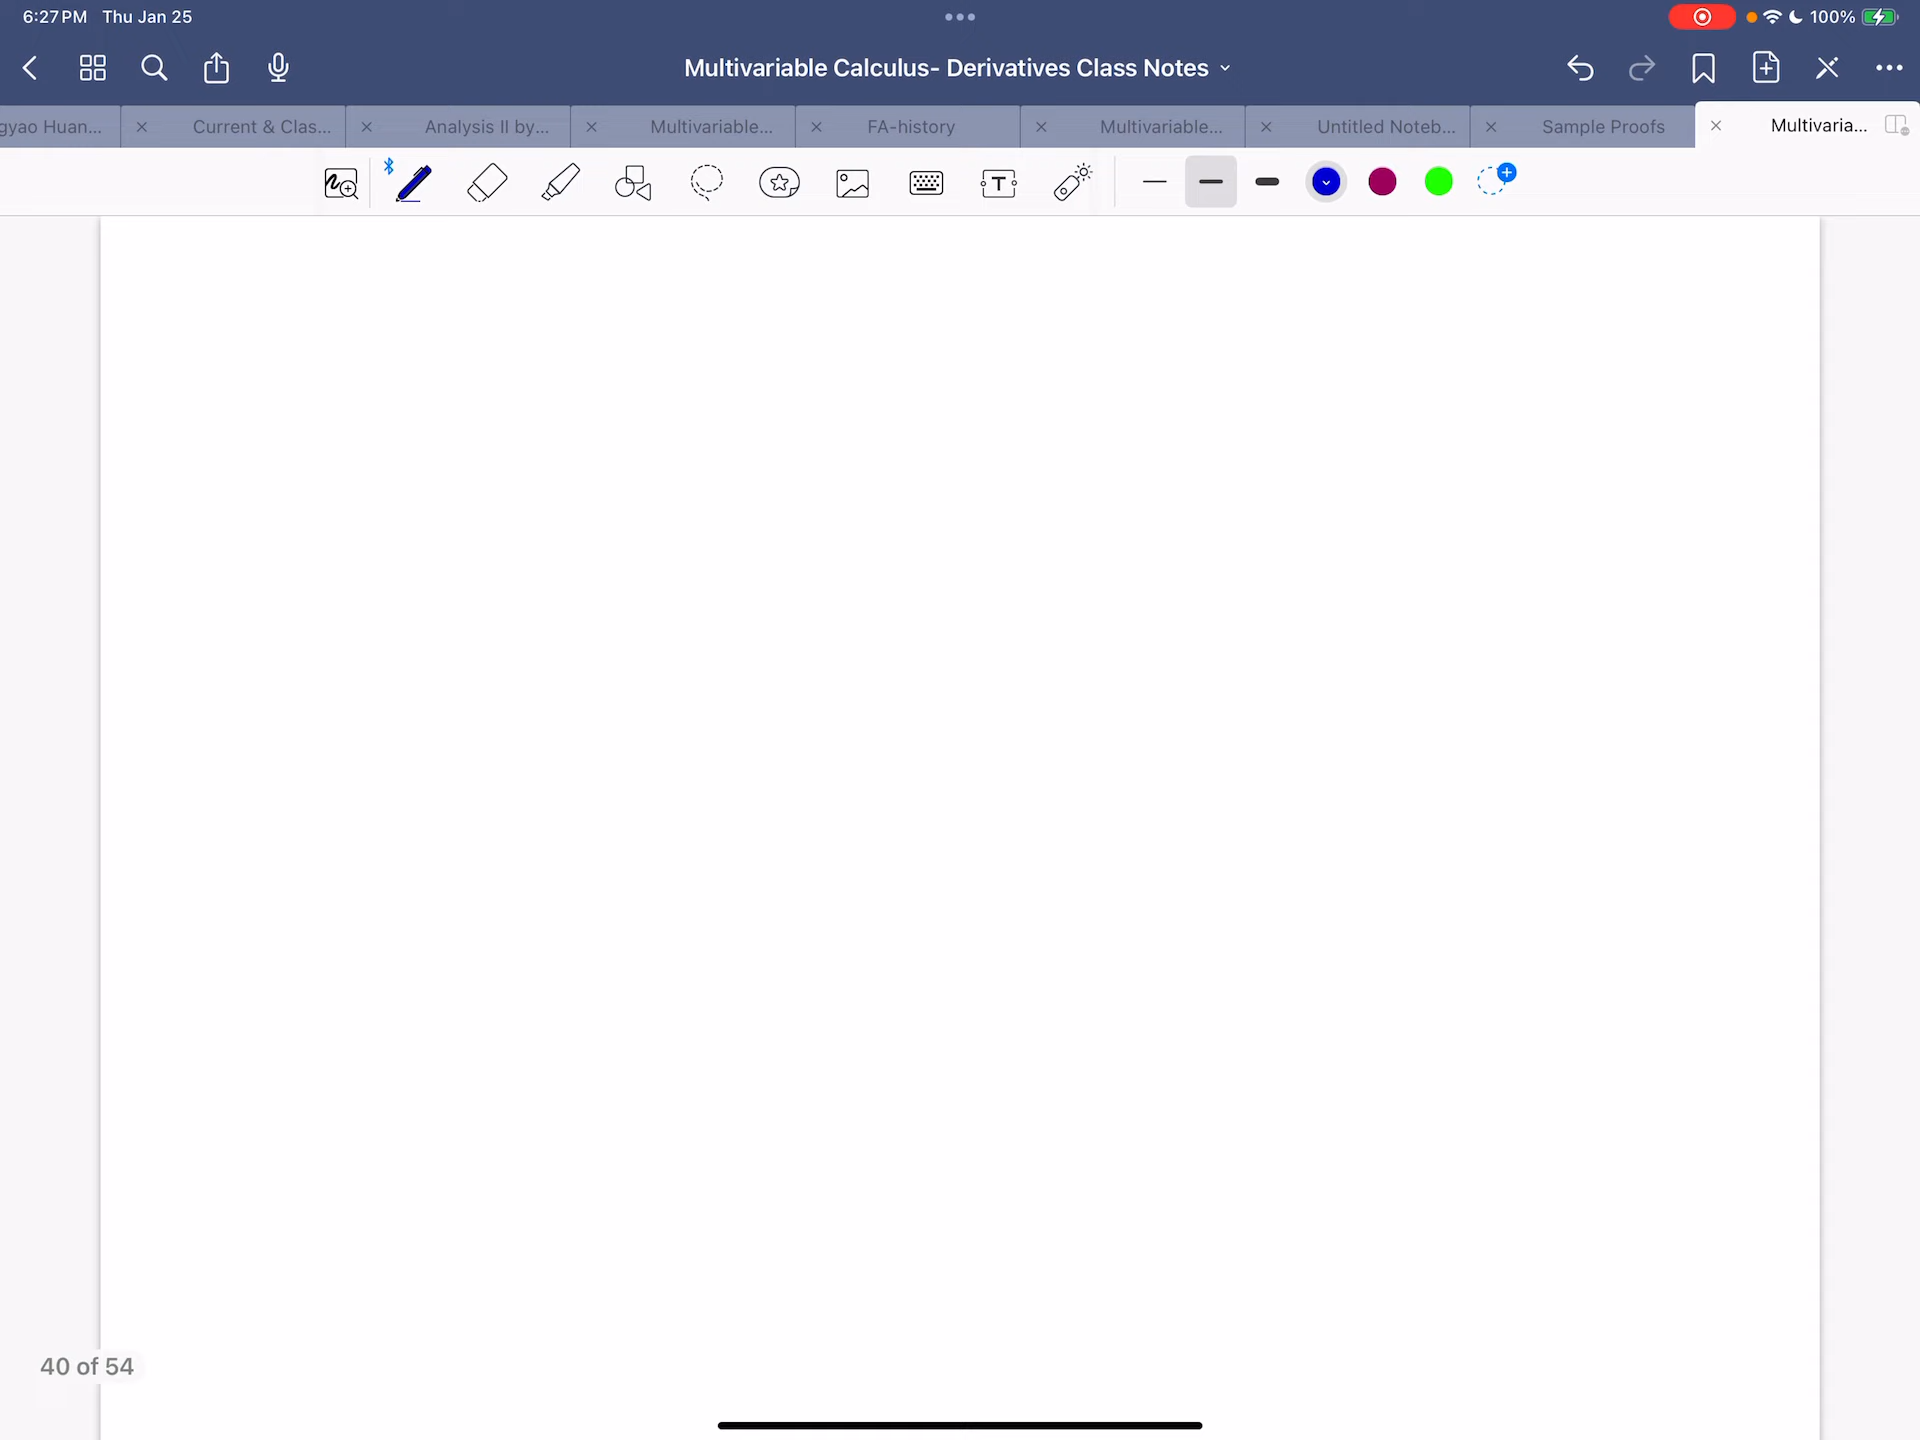 6:27 PM Thu Jan 25
100%
Multivariable Calculus- Derivatives Class Notes
gyao Huan...
Current & Clas...
Analysis II by...
Multivariable...
FA-history
Multivariable...
Untitled Noteb...
Sample Proofs
Multivaria...
T
40 of 54